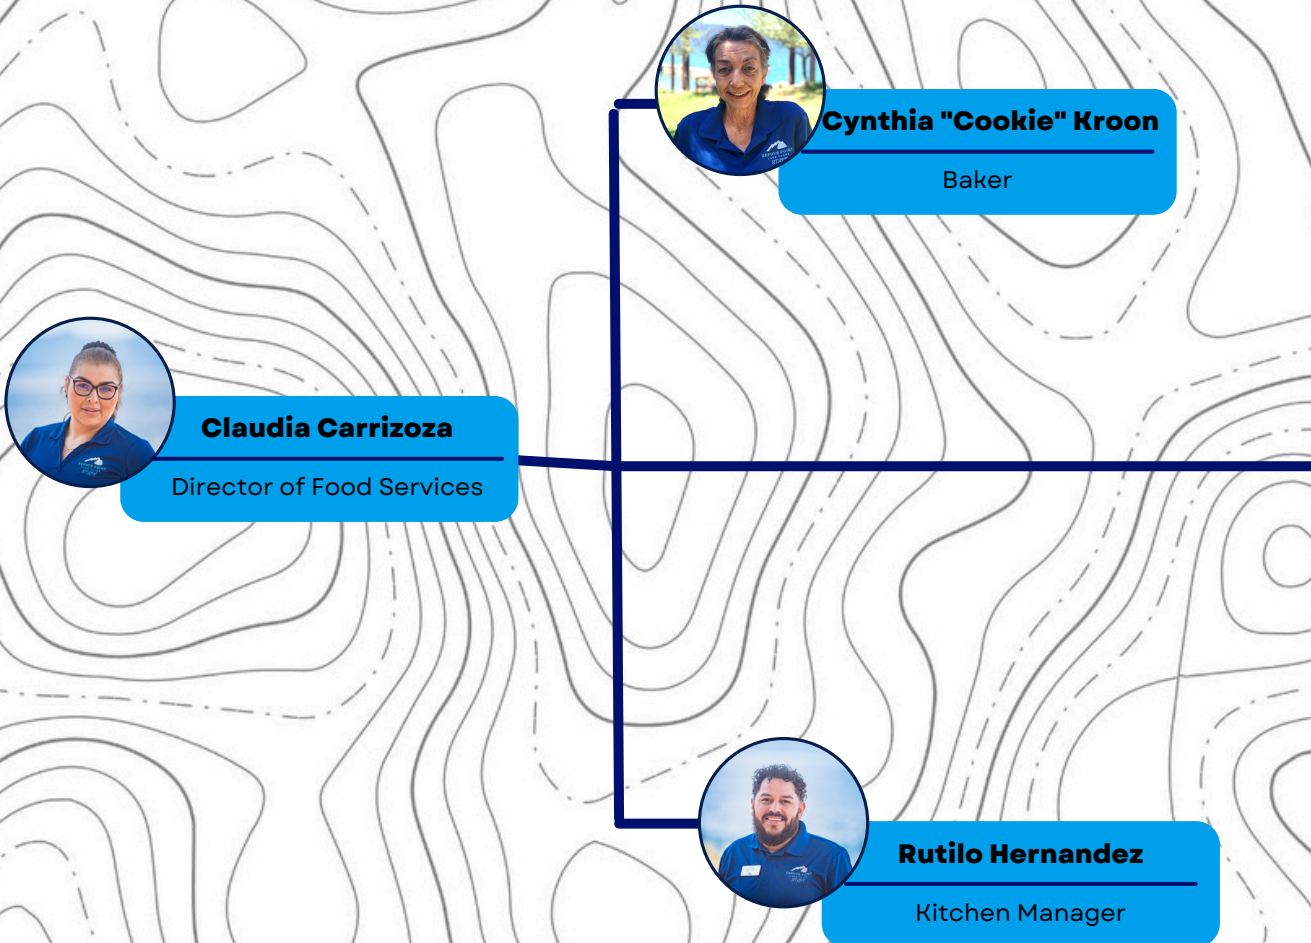 Cynthia "Cookie" Kroon
Baker
Claudia Carrizoza
Director of Food Services
Rutilo Hernandez
Kitchen Manager